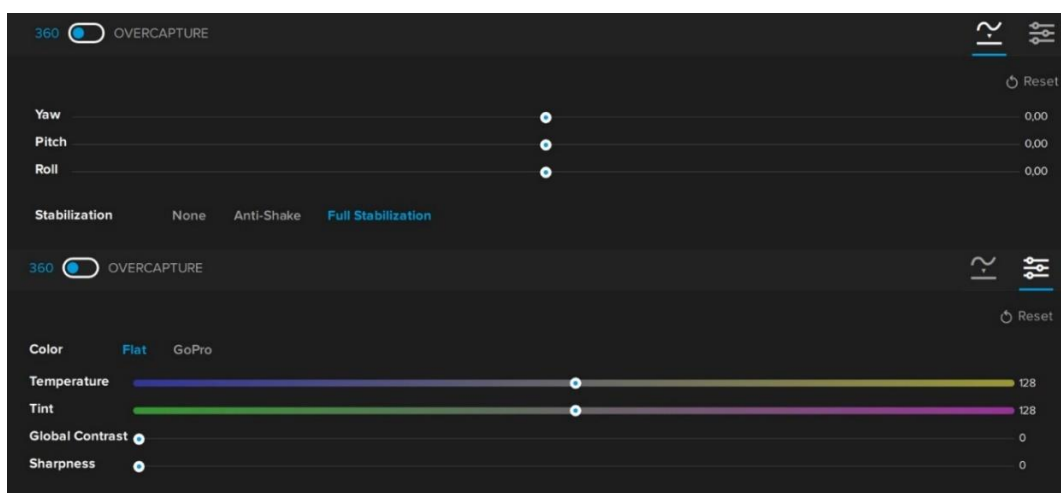 360 OVERCAPTURE
Reset
Yaw 0,00
Pitch 0,00
Roll 0,00
Stabilization None Anti-Shake Full Stabilization
360 OVERCAPTURE
Reset
Color Flat GoPro
Temperature 128
Tint 128
Global Contrast 0
Sharpness 0